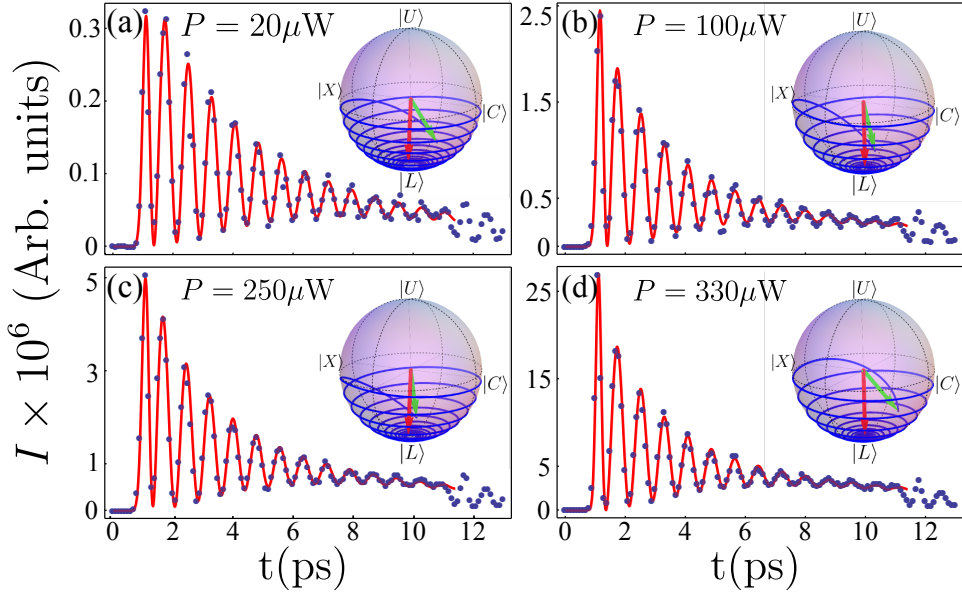 (a) P = 20μW
|U⟩
|X⟩
|C⟩
|L⟩
0.3
0.2
0.1
0
(b) P = 100μW
|U⟩
|X⟩
|C⟩
|L⟩
2.5
1.5
0.5
0
(c) P = 250μW
|U⟩
|X⟩
|C⟩
|L⟩
5
3
1
0
0 2 4 6 8 10 12
(d) P = 330μW
|U⟩
|X⟩
|C⟩
|L⟩
25
15
5
0
0 2 4 6 8 10 12
I × 10⁶ (Arb. units)
t(ps)
t(ps)